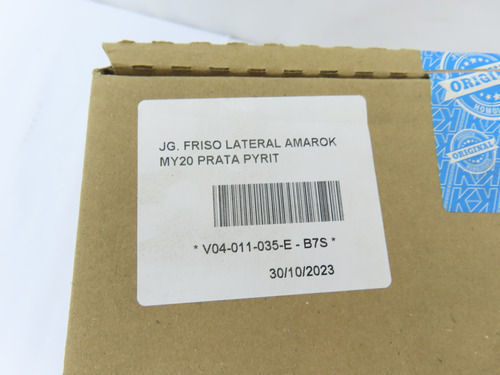 JG. FRISO LATERAL AMAROK
MY20 PRATA PYRIT
* V04-011-035-E - B7S *
30/10/2023
ORIGINAL
ORIGINAL